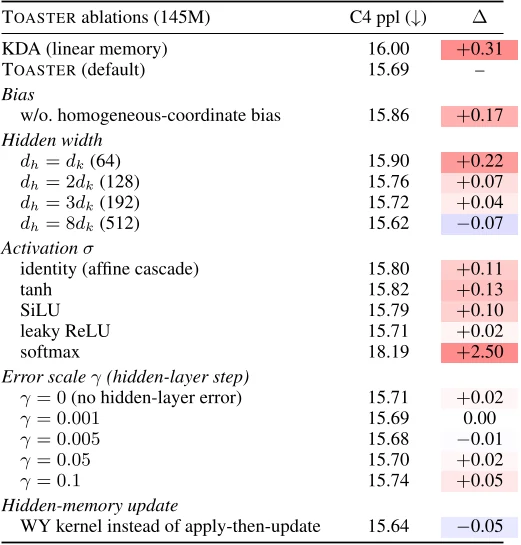 TOASTER ablations (145M) C4 ppl (↓) Δ
KDA (linear memory) 16.00 +0.31
TOASTER (default) 15.69 –
Bias
w/o. homogeneous-coordinate bias 15.86 +0.17
Hidden width
d_h = d_k (64) 15.90 +0.22
d_h = 2d_k (128) 15.76 +0.07
d_h = 3d_k (192) 15.72 +0.04
d_h = 8d_k (512) 15.62 −0.07
Activation σ
identity (affine cascade) 15.80 +0.11
tanh 15.82 +0.13
SiLU 15.79 +0.10
leaky ReLU 15.71 +0.02
softmax 18.19 +2.50
Error scale γ (hidden-layer step)
γ = 0 (no hidden-layer error) 15.71 +0.02
γ = 0.001 15.69 0.00
γ = 0.005 15.68 −0.01
γ = 0.05 15.70 +0.02
γ = 0.1 15.74 +0.05
Hidden-memory update
WY kernel instead of apply-then-update 15.64 −0.05